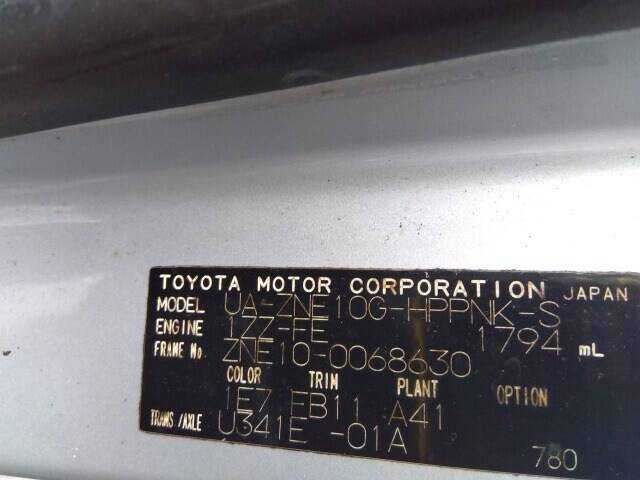 TOYOTA MOTOR CORPORATION JAPAN
MODEL UA-ZNE10G-HPPNK-S
ENGINE 1ZZ-FE 1794 mL
FRAME No. ZNE10-0068630
COLOR TRIM PLANT OPTION
1E7 EB11 A41
TRANS/AXLE U341E -01A
780